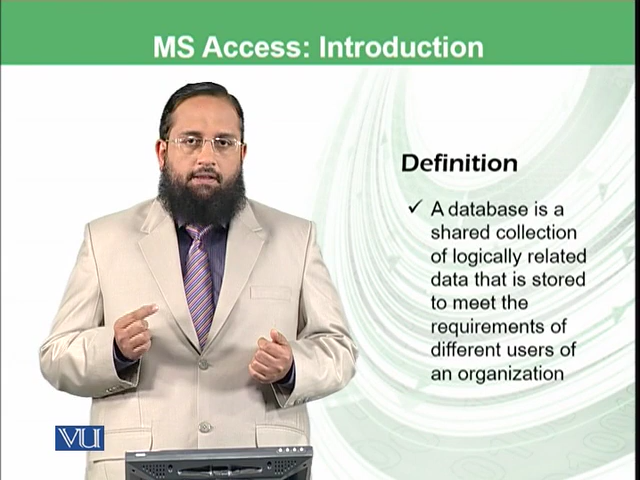 MS Access: Introduction
Definition
✓ A database is a
shared collection
of logically related
data that is stored
to meet the
requirements of
different users of
an organization
VU